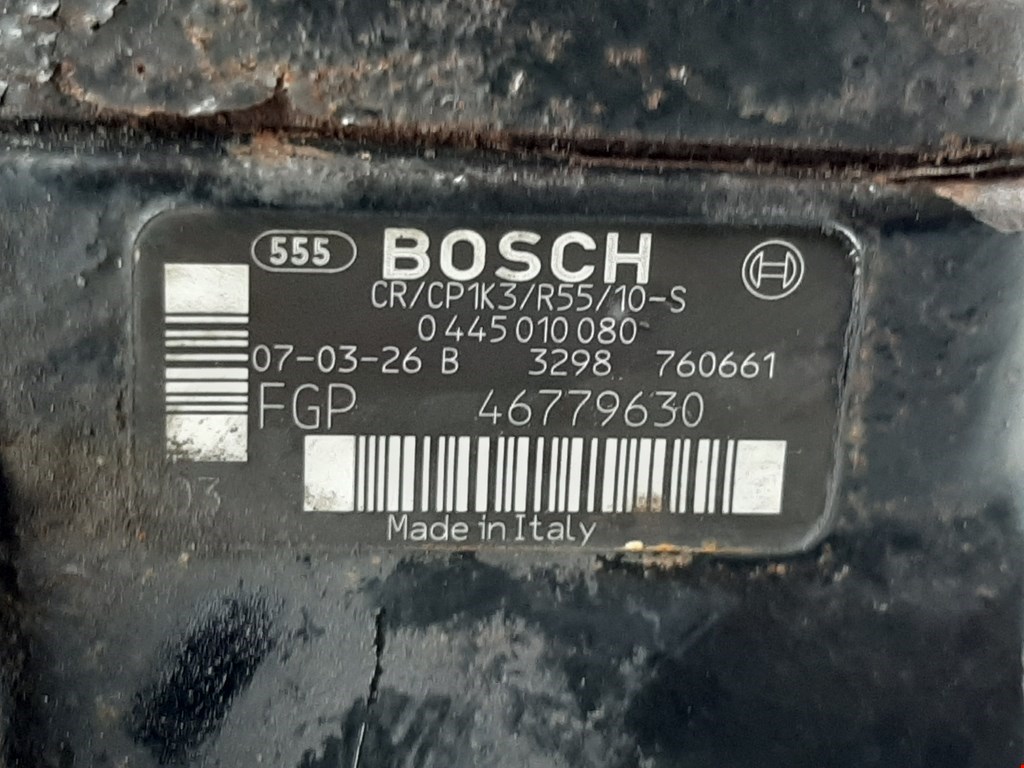 555 BOSCH
CR/CP1K3/R55/10-S
0 445 010 080
07-03-26 B 3298 760661
FGP 46779630
03
Made in Italy